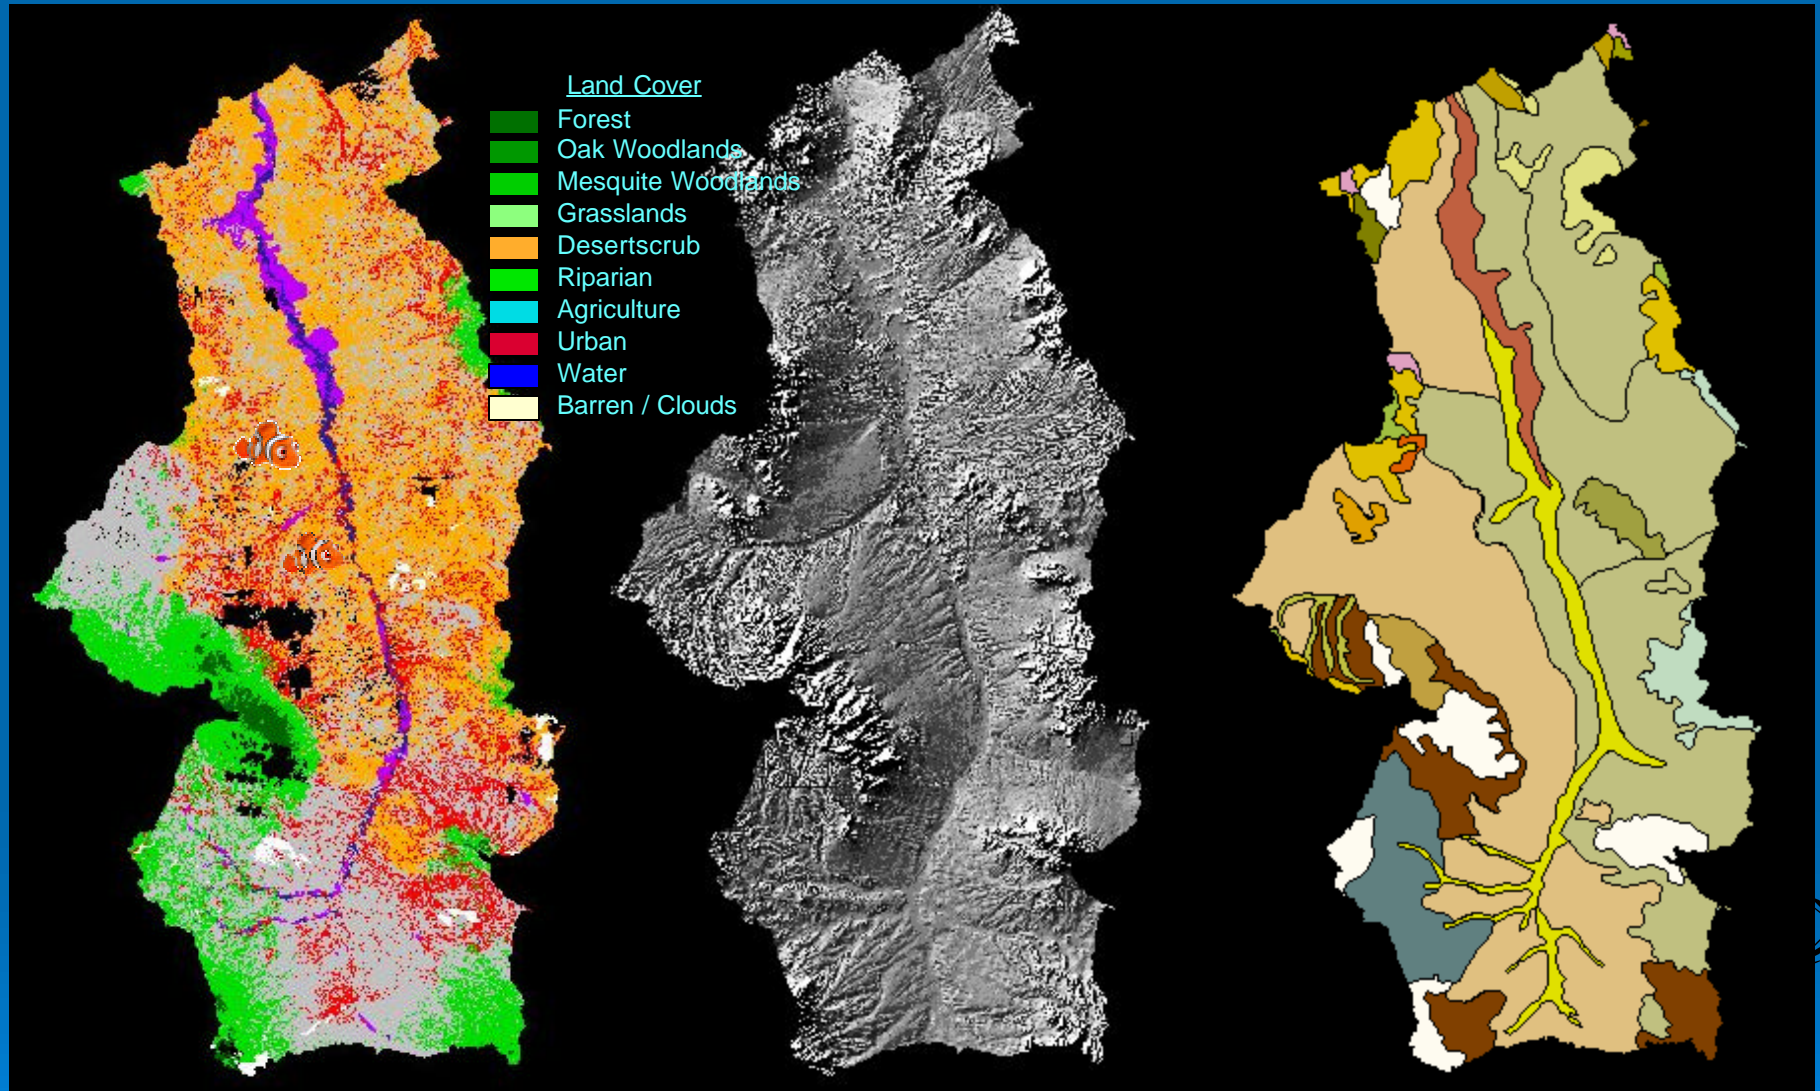 Land Cover
Forest
Oak Woodlands
Mesquite Woodlands
Grasslands
Desertscrub
Riparian
Agriculture
Urban
Water
Barren / Clouds